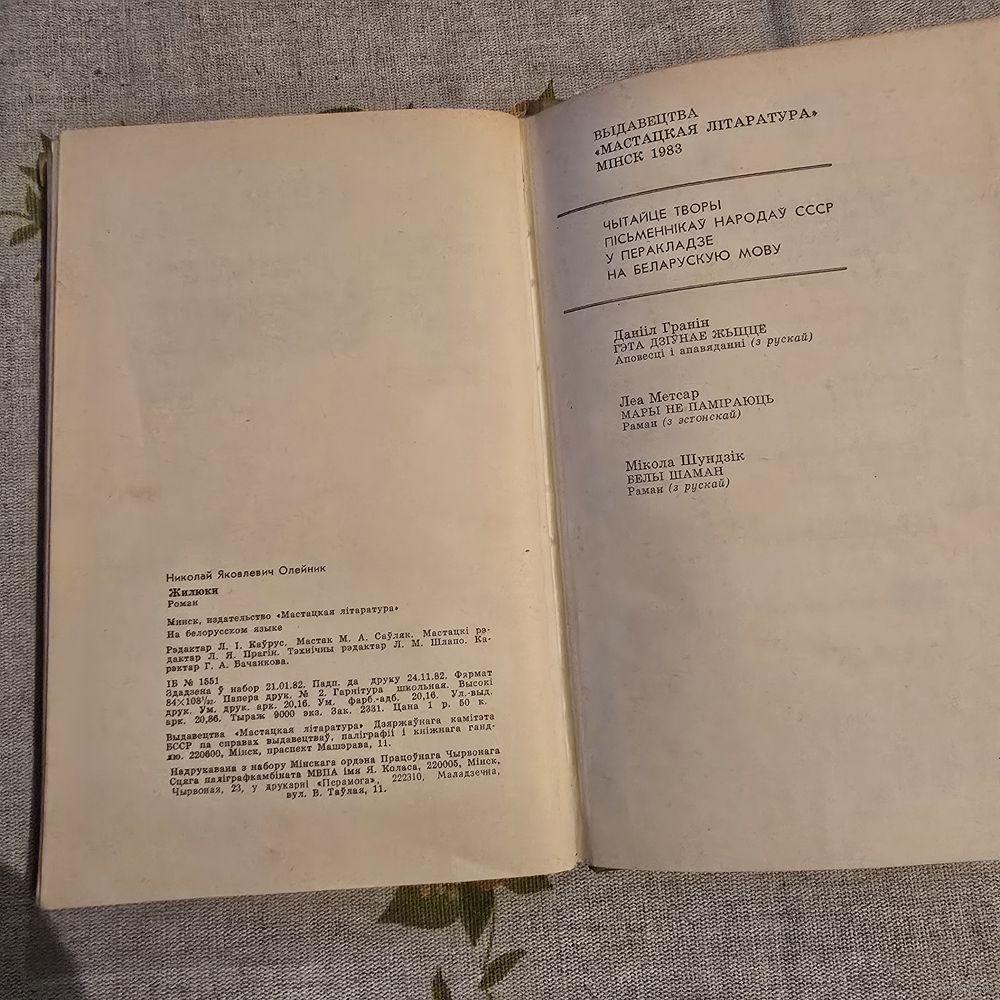 Николай Яковлевич Олейник
Жилюки
Роман
Минск, издательство «Мастацкая літаратура»
На белорусском языке
Рэдактар Л. І. Каўрус. Мастак М. А. Саўляк. Мастацкі рэ-
дактар Л. Я. Прагін. Тэхнічны рэдактар Л. М. Шлапо. Ка-
рэктар Г. А. Бачанкова.
ІБ № 1551
Здадзена ў набор 21.01.82. Падп. да друку 24.11.82. Фармат
84×108¹/₃₂. Папера друк. № 2. Гарнітура школьная. Высокі
друк. Ум. друк. арк. 20,16. Ум. фарб.-адб. 20,16. Ул.-выд.
арк. 20,86. Тыраж 9000 экз. Зак. 2331. Цана 1 р. 50 к.
Выдавецтва «Мастацкая літаратура» Дзяржаўнага камітэта
БССР па справах выдавецтваў, паліграфіі і кніжнага ганд-
лю. 220600, Мінск, праспект Машэрава, 11.
Надрукавана з набору Мінскага ордэна Працоўнага Чырвонага
Сцяга паліграфкамбіната МВПА імя Я. Коласа, 220005, Мінск,
Чырвоная, 23, у друкарні «Перамога», 222310, Маладзечна,
вул. В. Таўлая, 11.
ВЫДАВЕЦТВА
«МАСТАЦКАЯ ЛІТАРАТУРА»
МІНСК 1983
ЧЫТАЙЦЕ ТВОРЫ
ПІСЬМЕННІКАЎ НАРОДАЎ СССР
У ПЕРАКЛАДЗЕ
НА БЕЛАРУСКУЮ МОВУ
Данііл Гранін
ГЭТА ДЗІЎНАЕ ЖЫЦЦЕ
Аповесці і апавяданні (з рускай)
Леа Метсар
МАРЫ НЕ ПАМІРАЮЦЬ
Раман (з эстонскай)
Мікола Шундзік
БЕЛЫ ШАМАН
Раман (з рускай)